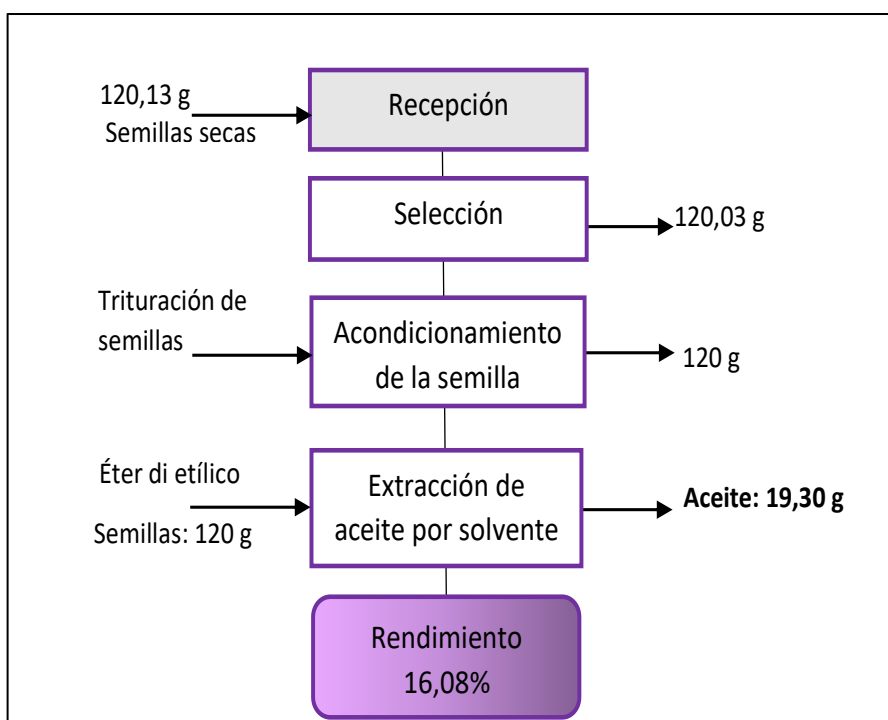 120,13 g
Semillas secas
Recepción
Selección
120,03 g
Trituración de
semillas
Acondicionamiento
de la semilla
120 g
Éter di etílico
Semillas: 120 g
Extracción de
aceite por solvente
Aceite: 19,30 g
Rendimiento
16,08%